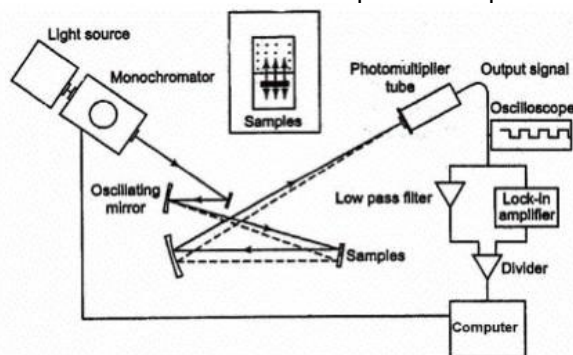 Light source
Monochromator
Samples
Photomultiplier
tube
Output signal
Oscilloscope
Oscillating
mirror
Low pass filter
Lock-in
amplifier
Samples
Divider
Computer